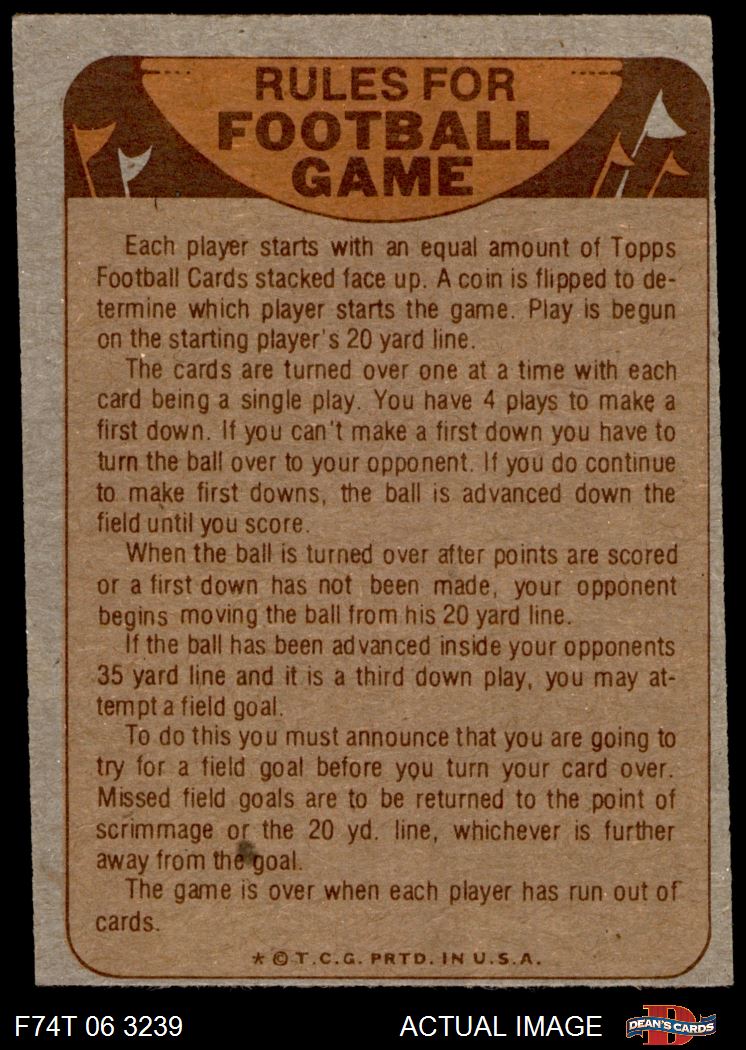 RULES FOR
FOOTBALL
GAME
Each player starts with an equal amount of Topps
Football Cards stacked face up. A coin is flipped to de-
termine which player starts the game. Play is begun
on the starting player's 20 yard line.
The cards are turned over one at a time with each
card being a single play. You have 4 plays to make a
first down. If you can't make a first down you have to
turn the ball over to your opponent. If you do continue
to make first downs, the ball is advanced down the
field until you score.
When the ball is turned over after points are scored
or a first down has not been made, your opponent
begins moving the ball from his 20 yard line.
If the ball has been advanced inside your opponents
35 yard line and it is a third down play, you may at-
tempt a field goal.
To do this you must announce that you are going to
try for a field goal before you turn your card over.
Missed field goals are to be returned to the point of
scrimmage or the 20 yd. line, whichever is further
away from the goal.
The game is over when each player has run out of
cards.
* © T.C.G. PRTD. IN U.S.A.
F74T 06 3239 ACTUAL IMAGE D DEAN'S CARDS